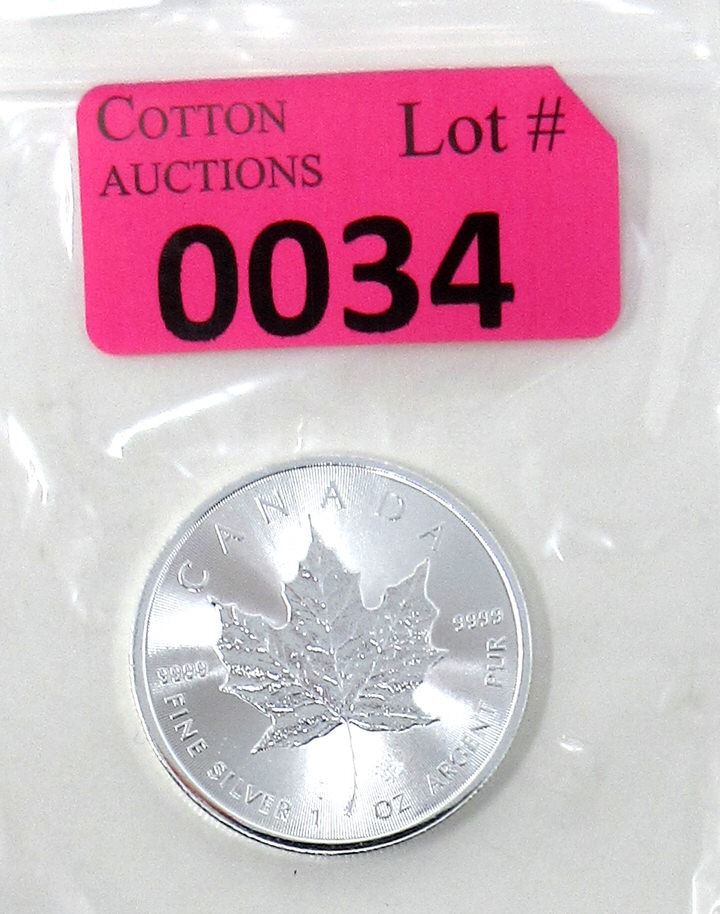 COTTON
AUCTIONS
Lot #
0034
CANADA
9999
9999
FINE SILVER 1 OZ ARGENT PUR